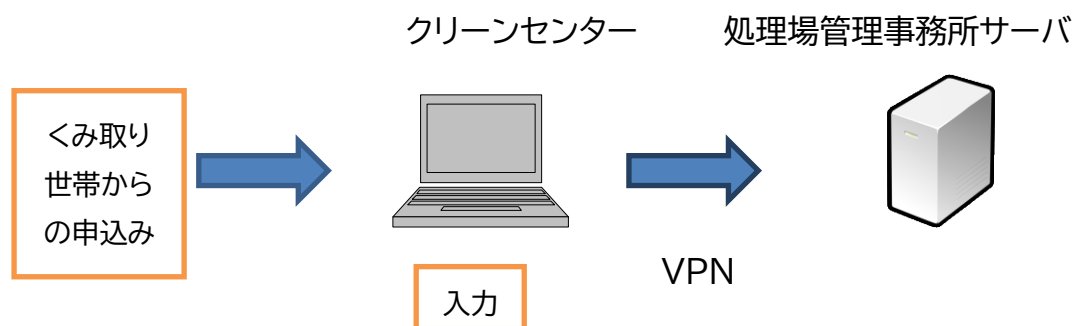 クリーンセンター
処理場管理事務所サーバ
くみ取り
世帯から
の申込み
VPN
入力